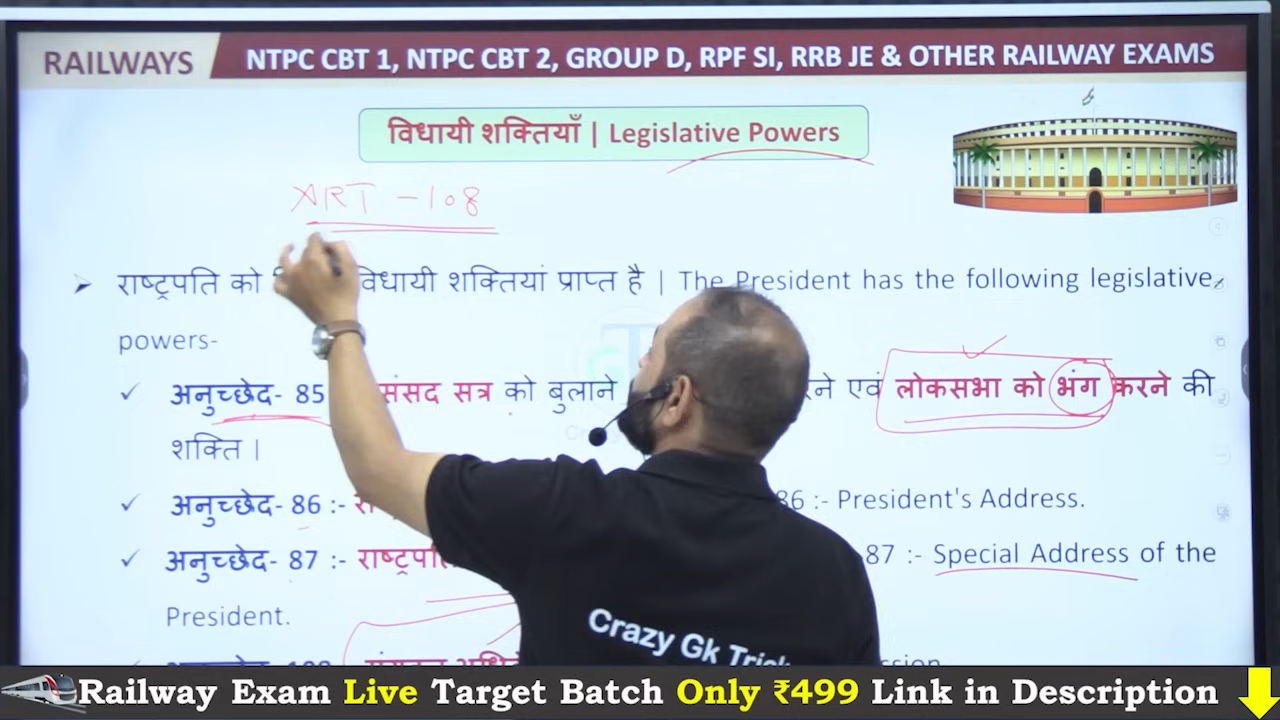 RAILWAYS NTPC CBT 1, NTPC CBT 2, GROUP D, RPF SI, RRB JE & OTHER RAILWAY EXAMS
विधायी शक्तियाँ | Legislative Powers
ART - 108
राष्ट्रपति को विधायी शक्तियां प्राप्त है | The President has the following legislative
powers-
अनुच्छेद- 85 संसद सत्र को बुलाने एवं लोकसभा को भंग करने की
शक्ति |
अनुच्छेद- 86 :- 86 :- President's Address.
अनुच्छेद- 87 :- 87 :- Special Address of the
President.
Crazy Gk Trick
Railway Exam Live Target Batch Only ₹499 Link in Description